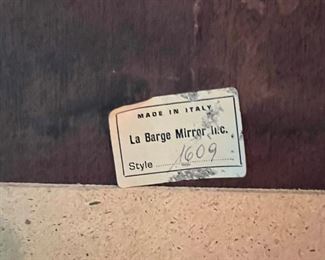 MADE IN ITALY
La Barge Mirror Inc.
Style 1609